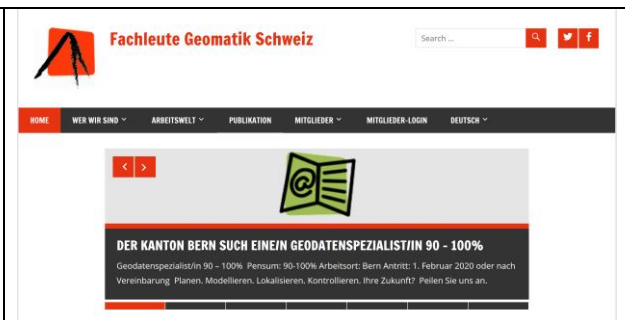 Fachleute Geomatik Schweiz
Search ...
HOME WER WIR SIND ARBEITSWELT PUBLIKATION MITGLIEDER MITGLIEDER-LOGIN DEUTSCH
@
DER KANTON BERN SUCH EINE/N GEODATENSPEZIALIST/IN 90 - 100%
Geodatenspezialist/in 90 – 100% Pensum: 90-100% Arbeitsort: Bern Antritt: 1. Februar 2020 oder nach
Vereinbarung Planen. Modellieren. Lokalisieren. Kontrollieren. Ihre Zukunft? Peilen Sie uns an.